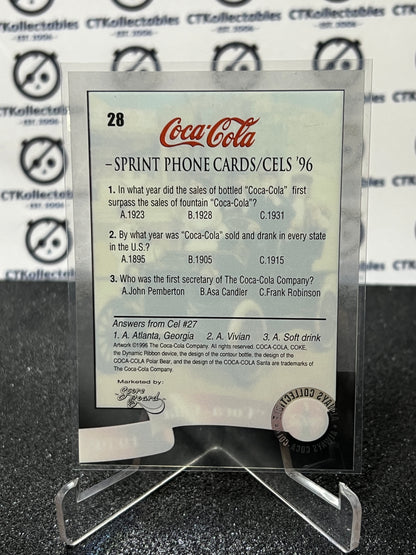 CTKollectables
EST. 2006
28
Coca-Cola
–SPRINT PHONE CARDS/CELS '96
1. In what year did the sales of bottled "Coca-Cola" first
surpass the sales of fountain "Coca-Cola"?
A.1923 B.1928 C.1931
2. By what year was "Coca-Cola" sold and drank in every state
in the U.S.?
A.1895 B.1905 C.1915
3. Who was the first secretary of The Coca-Cola Company?
A.John Pemberton B.Asa Candler C.Frank Robinson
Answers from Cel #27
1. A. Atlanta, Georgia 2. A. Vivian 3. A. Soft drink
Artwork ©1996 The Coca-Cola Company. All rights reserved. COCA-COLA, COKE,
the Dynamic Ribbon device, the design of the contour bottle, the design of the
COCA-COLA Polar Bear, and the design of the COCA-COLA Santa are trademarks of
The Coca-Cola Company.
Marketed by:
Score Board